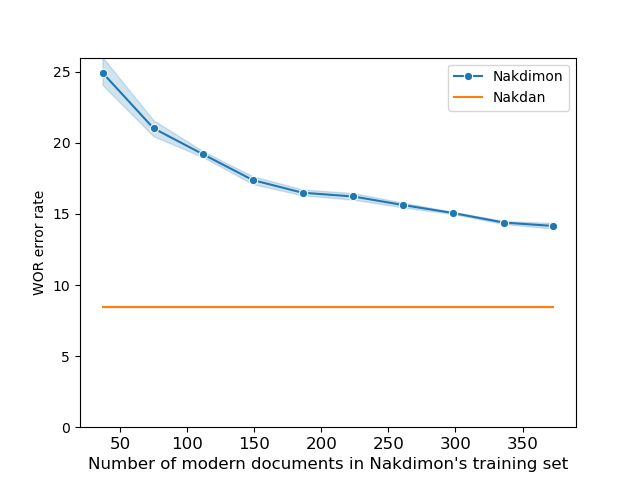 Nakdimon
Nakdan
25
20
15
10
5
0
WOR error rate
50 100 150 200 250 300 350
Number of modern documents in Nakdimon's training set